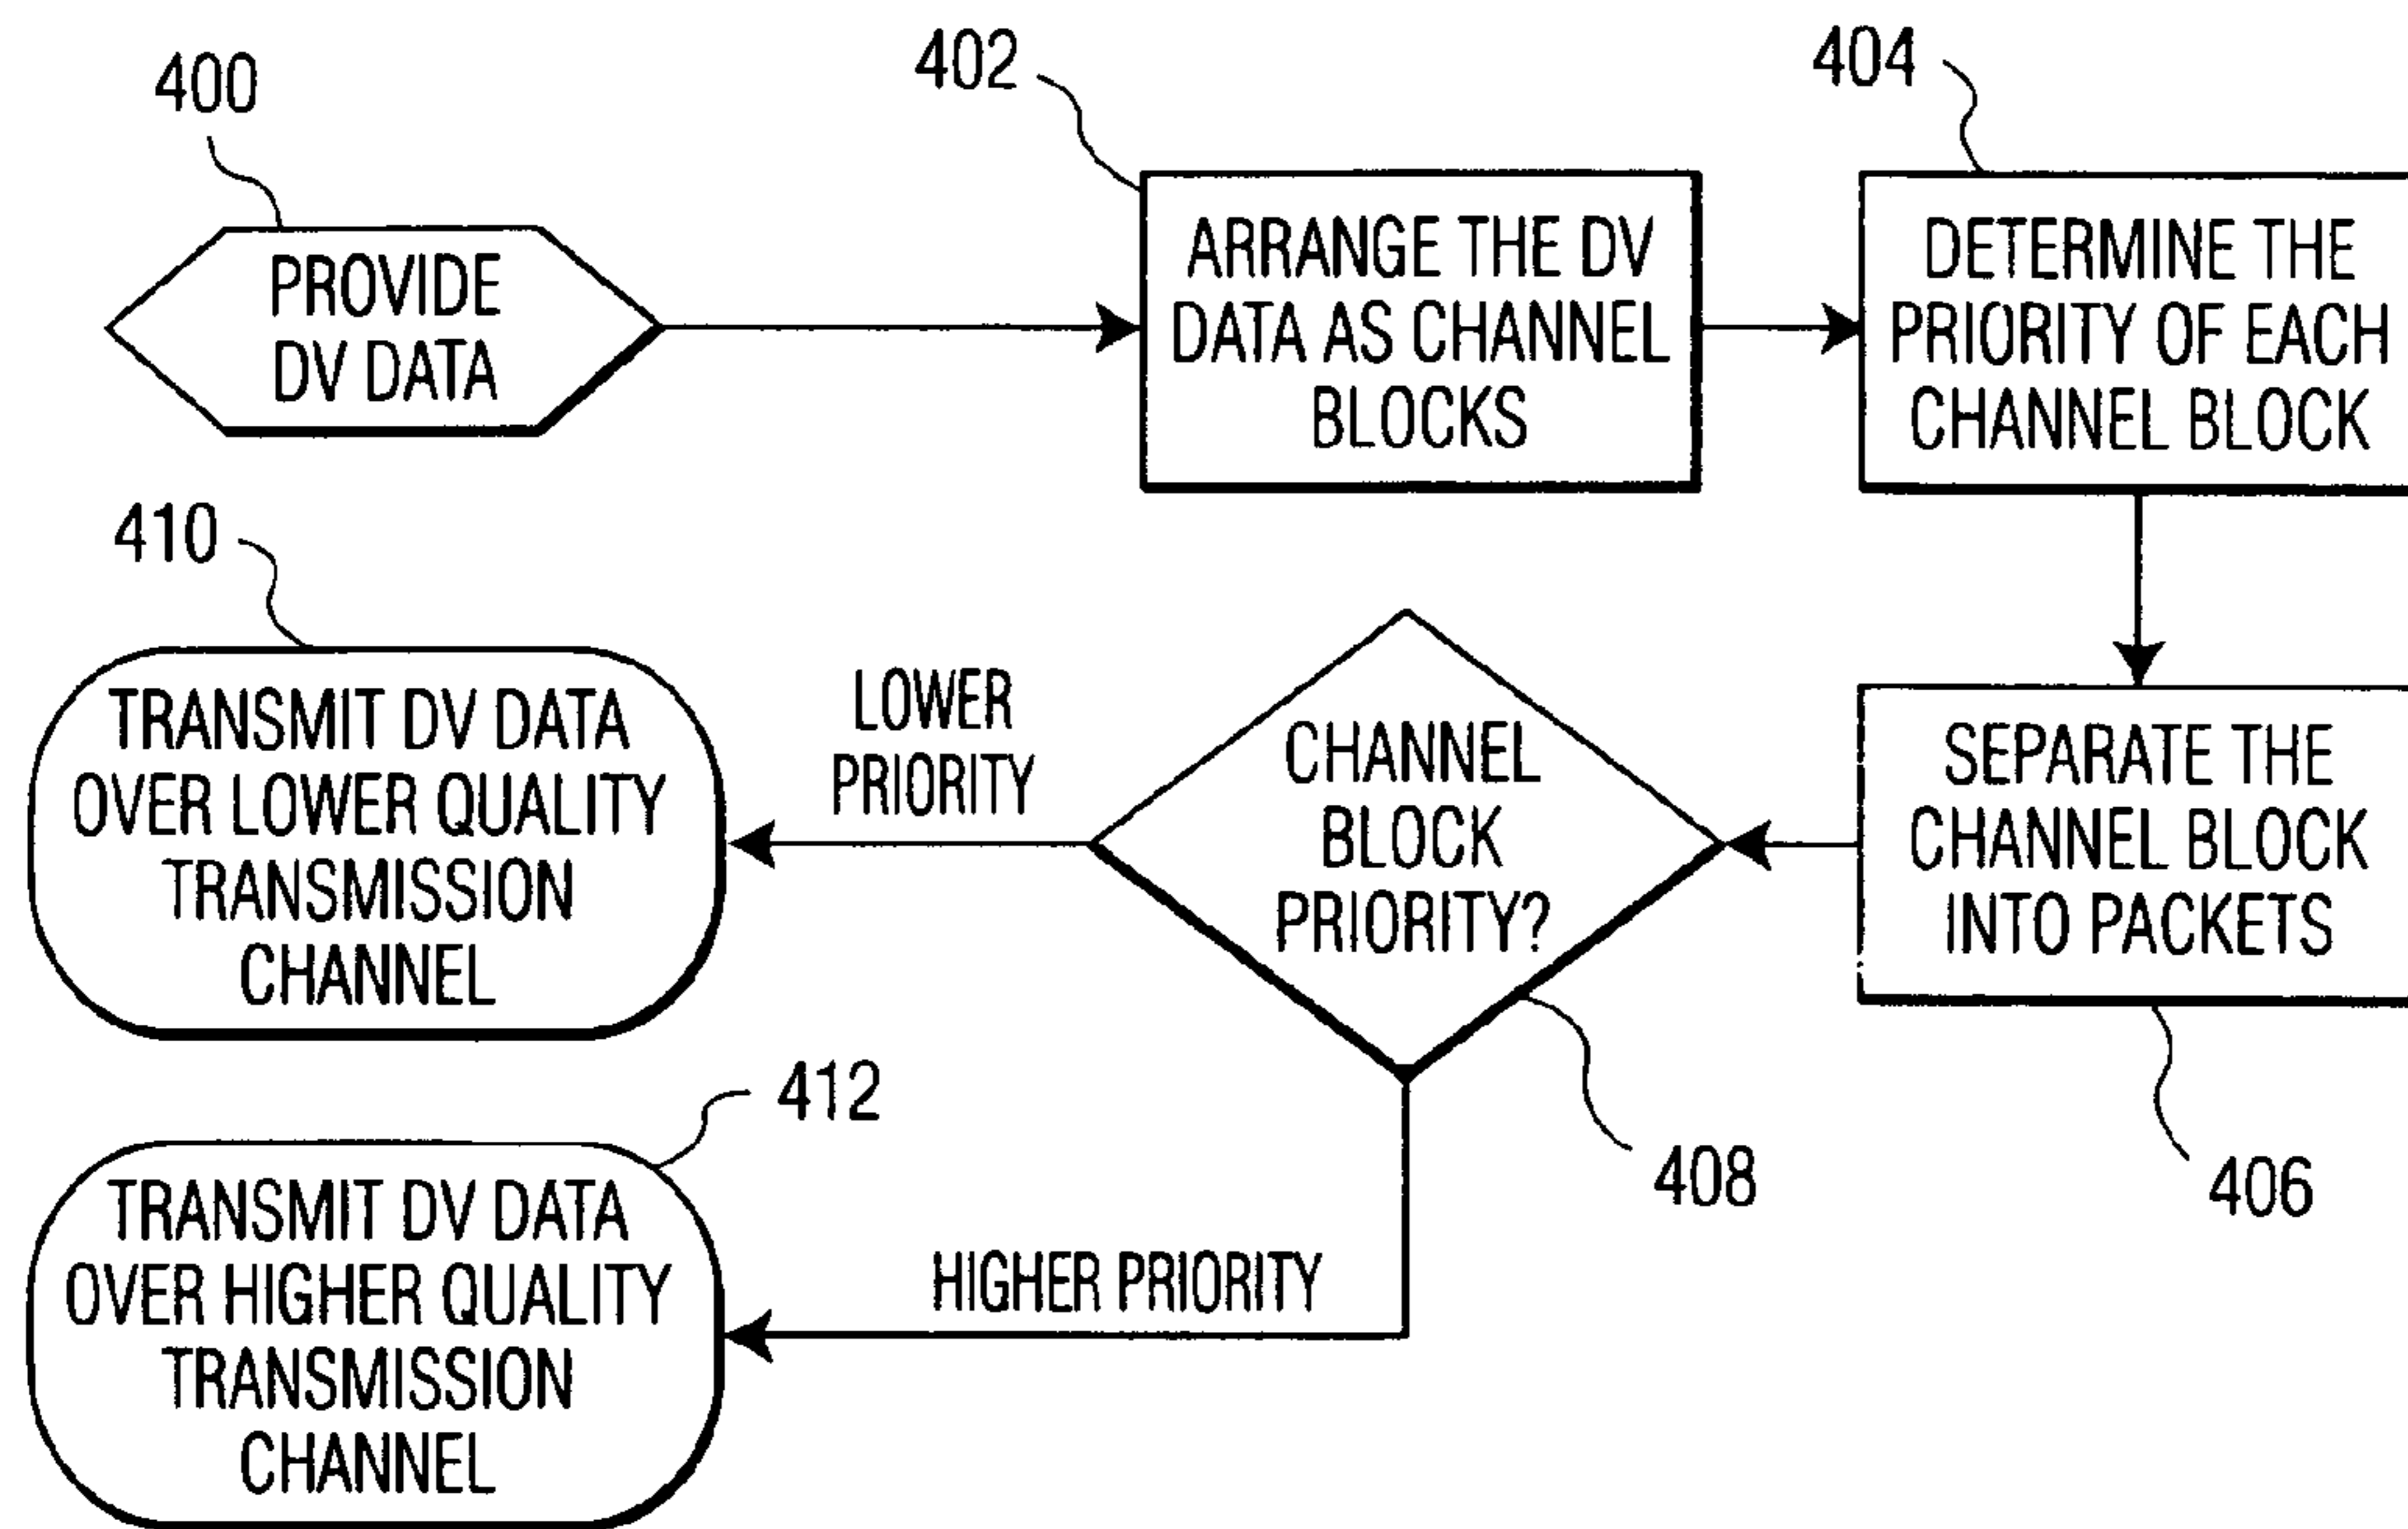 400
PROVIDE
DV DATA
402
ARRANGE THE DV
DATA AS CHANNEL
BLOCKS
404
DETERMINE THE
PRIORITY OF EACH
CHANNEL BLOCK
SEPARATE THE
CHANNEL BLOCK
INTO PACKETS
406
CHANNEL
BLOCK
PRIORITY?
408
LOWER
PRIORITY
410
TRANSMIT DV DATA
OVER LOWER QUALITY
TRANSMISSION
CHANNEL
HIGHER PRIORITY
412
TRANSMIT DV DATA
OVER HIGHER QUALITY
TRANSMISSION
CHANNEL